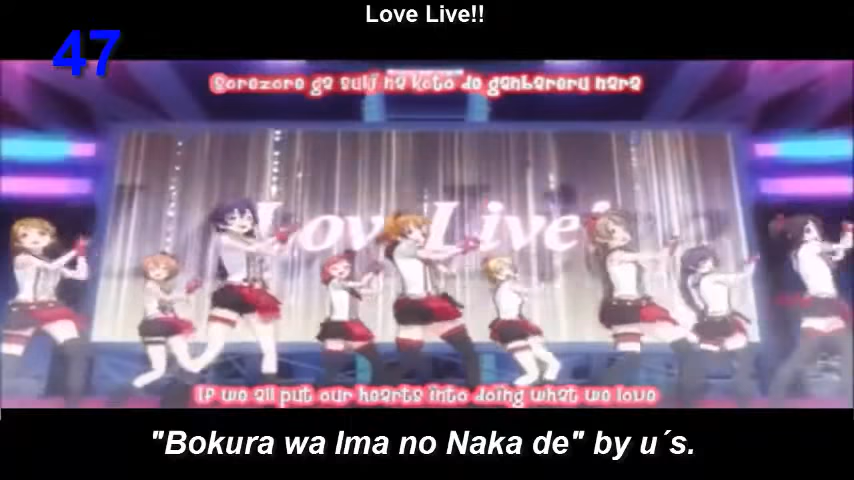 Love Live!!
47
Sorezore ga suki na koto de ganbareru nara
Love Live!
If we all put our hearts into doing what we love
"Bokura wa Ima no Naka de" by u´s.